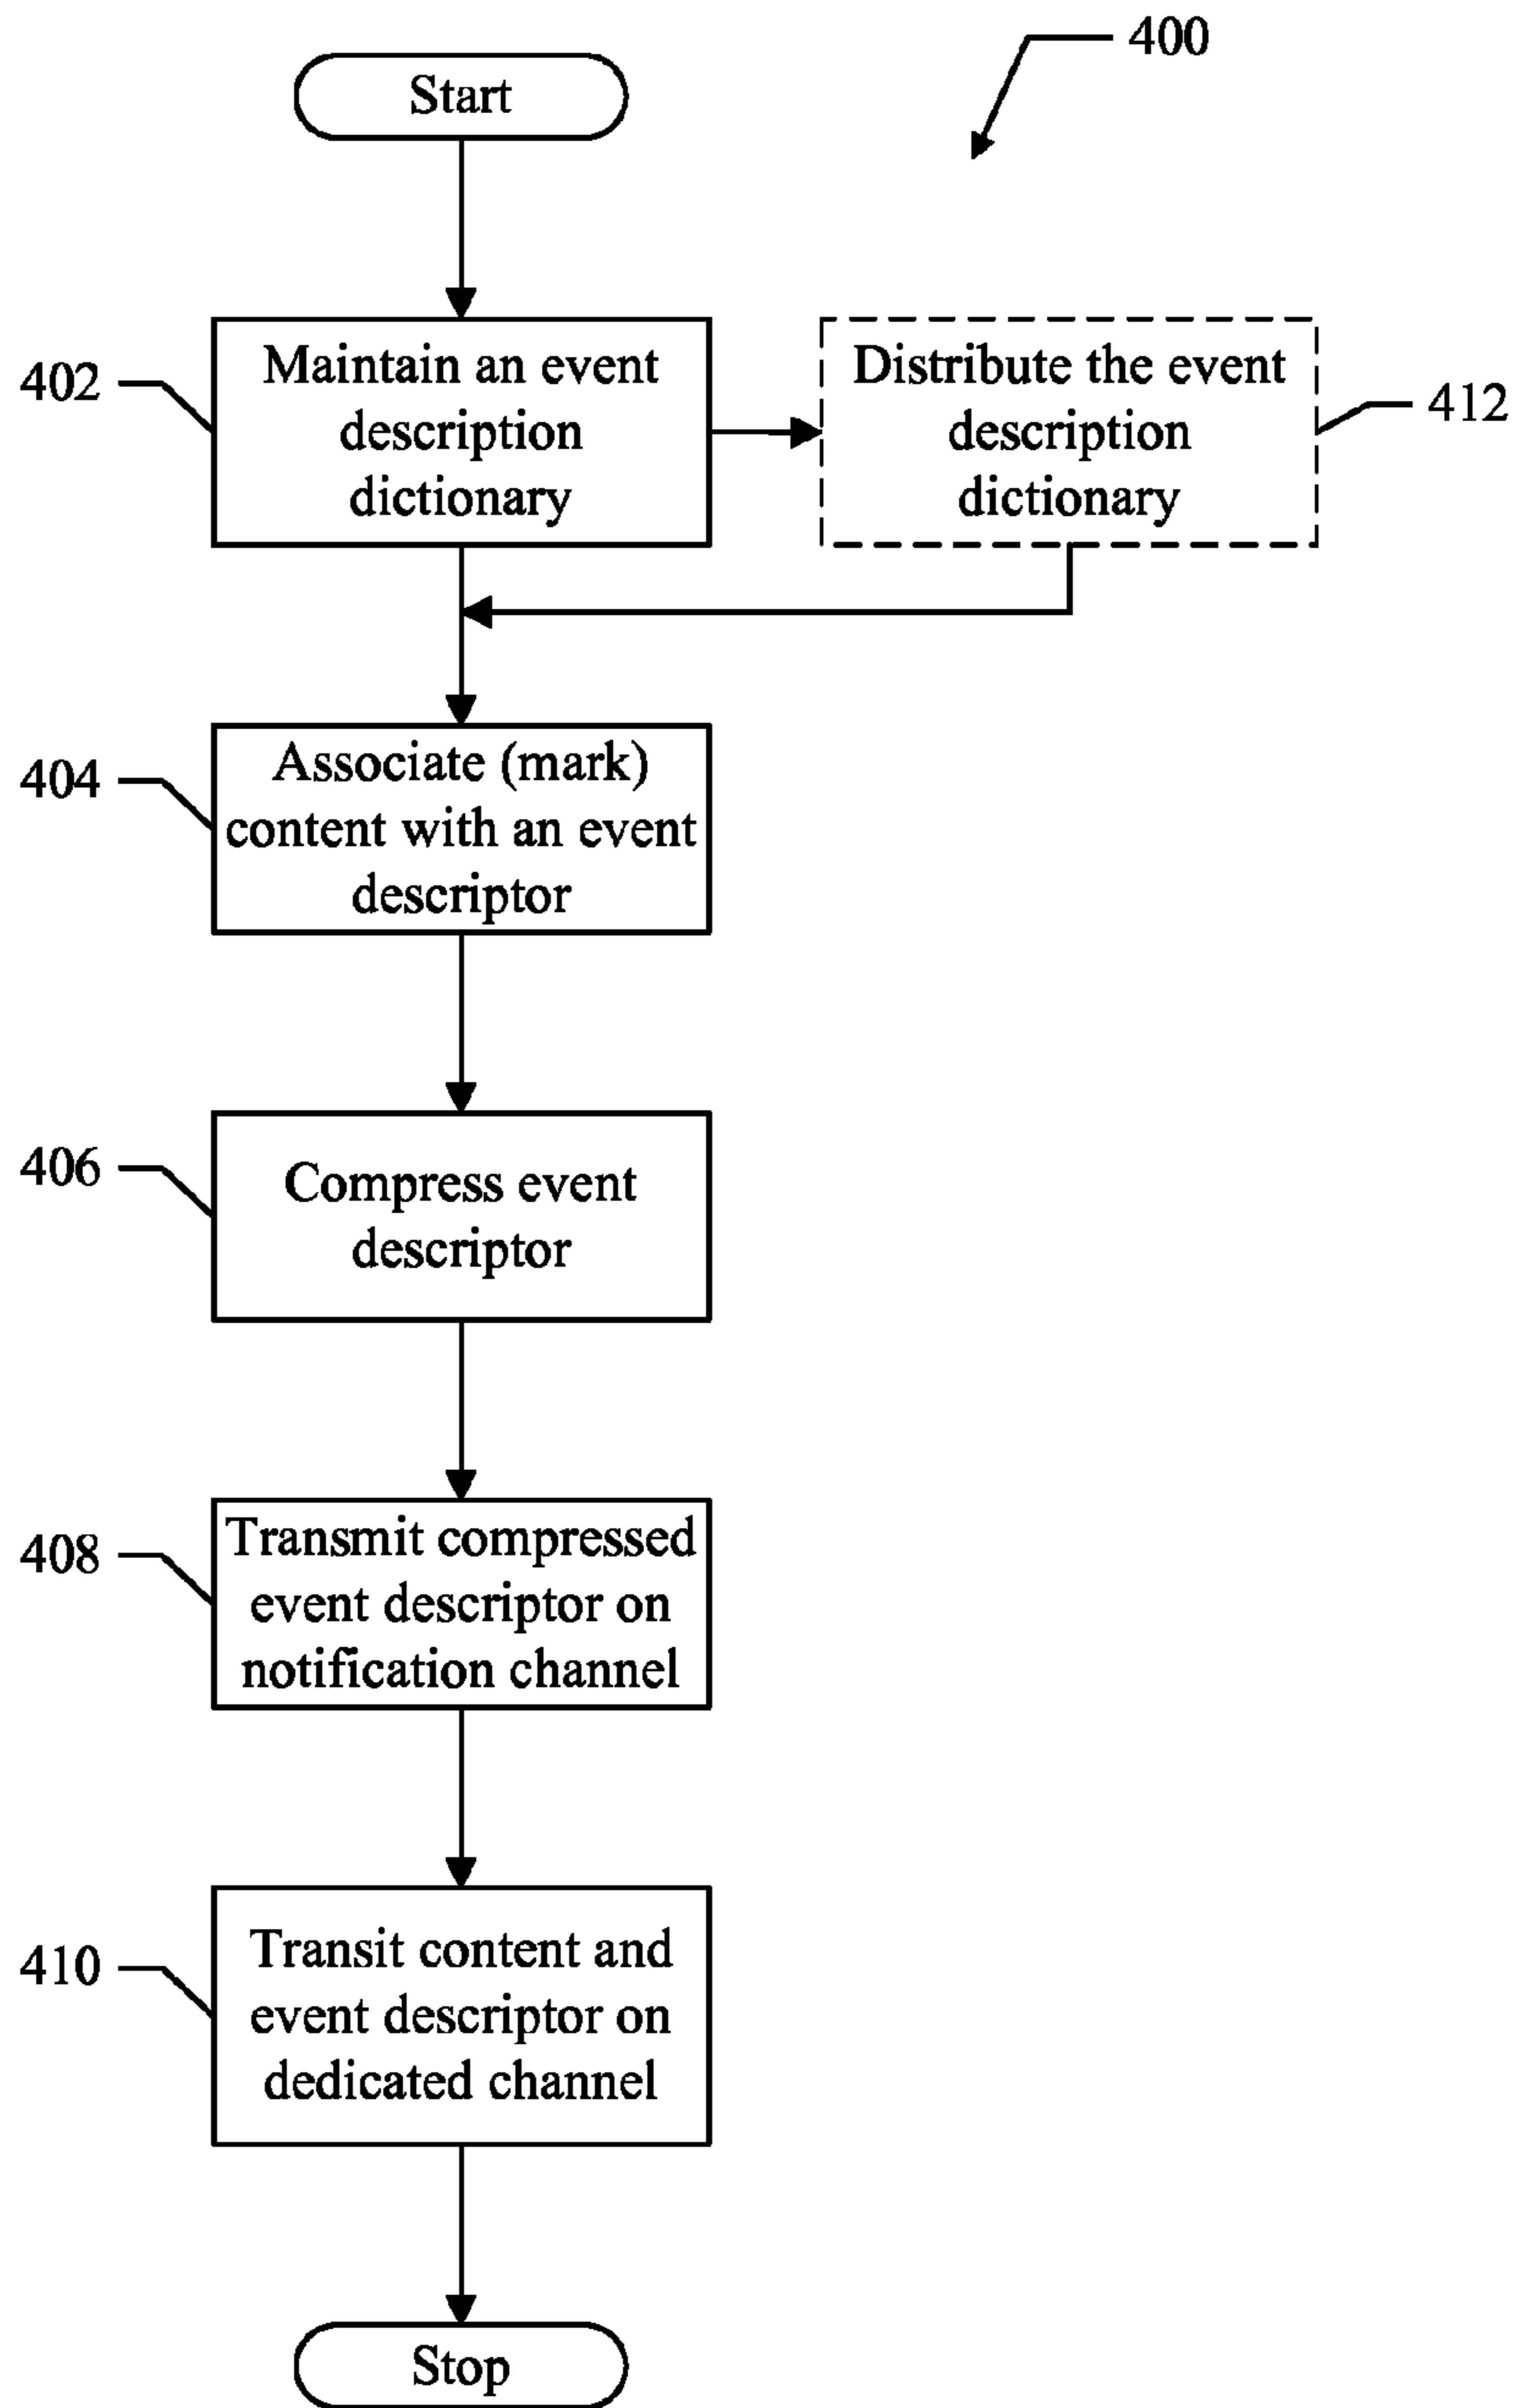 400
Start
402
Maintain an event
description
dictionary
Distribute the event
description
dictionary
412
404
Associate (mark)
content with an event
descriptor
406
Compress event
descriptor
408
Transmit compressed
event descriptor on
notification channel
410
Transit content and
event descriptor on
dedicated channel
Stop